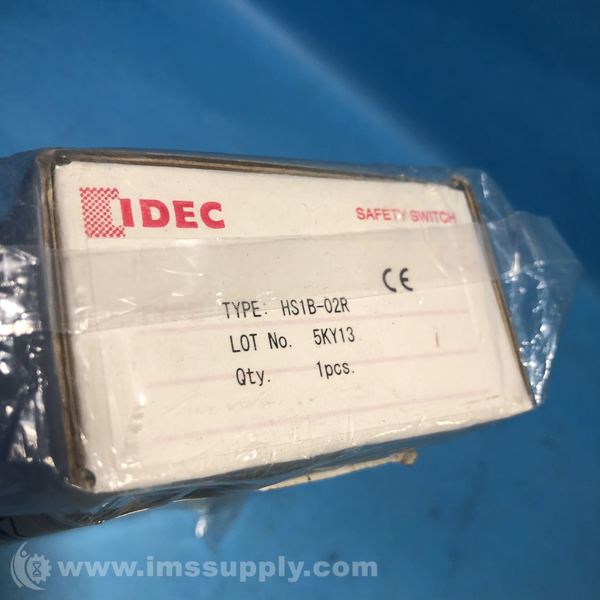 IDEC
SAFETY SWITCH
CE
TYPE: HS1B-02R
LOT No. 5KY13
Qty. 1pcs.
www.imssupply.com